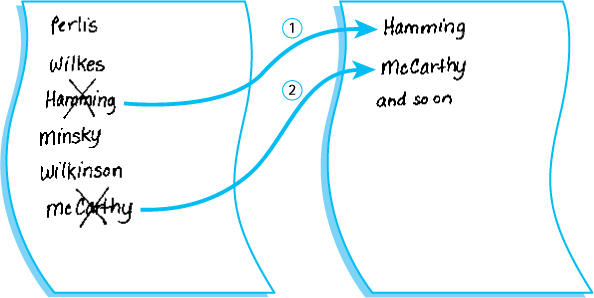 Perlis
Wilkes
Hamming
Minsky
Wilkinson
McCarthy
1
2
Hamming
McCarthy
and so on